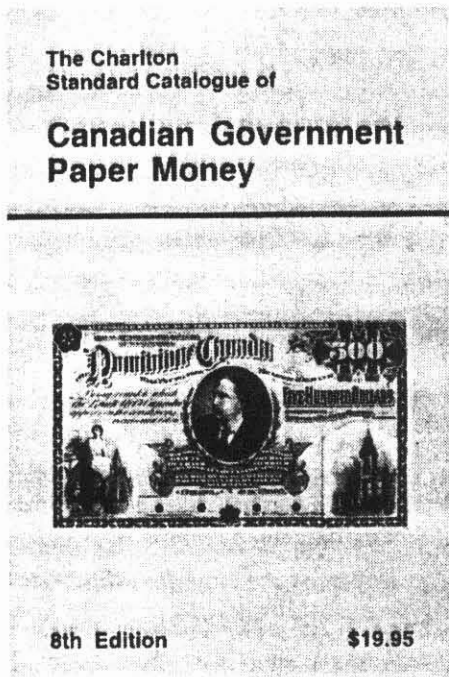 The Charlton
Standard Catalogue of
Canadian Government
Paper Money
Dominion Canada
500
FIVE HUNDRED DOLLARS
8th Edition $19.95